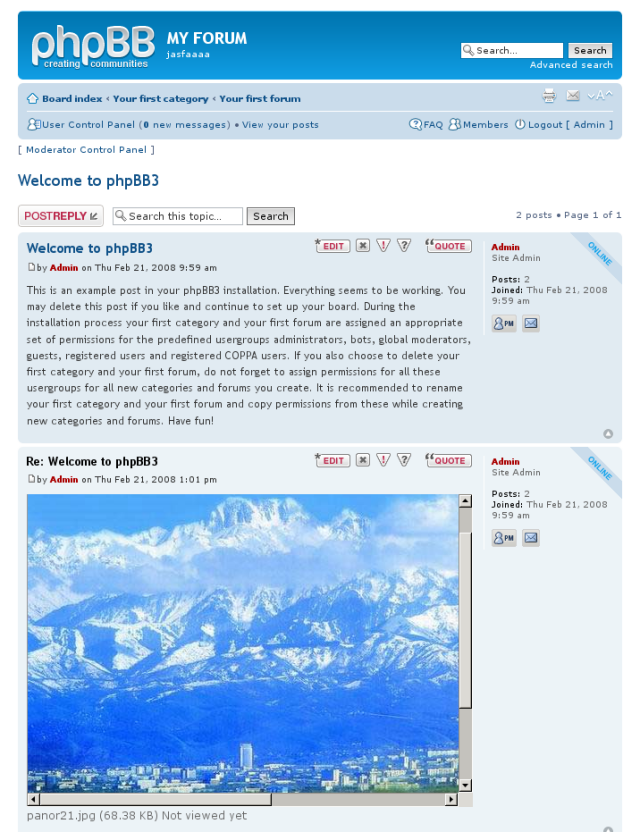 phpBB
creating communities
MY FORUM
jasfaaaa
Search...
Search
Advanced search
Board index ‹ Your first category ‹ Your first forum
User Control Panel (0 new messages) • View your posts
FAQ Members Logout [ Admin ]
[ Moderator Control Panel ]
Welcome to phpBB3
POSTREPLY
Search this topic...
Search
2 posts • Page 1 of 1
Welcome to phpBB3
EDIT
QUOTE
by Admin on Thu Feb 21, 2008 9:59 am
This is an example post in your phpBB3 installation. Everything seems to be working. You
may delete this post if you like and continue to set up your board. During the
installation process your first category and your first forum are assigned an appropriate
set of permissions for the predefined usergroups administrators, bots, global moderators,
guests, registered users and registered COPPA users. If you also choose to delete your
first category and your first forum, do not forget to assign permissions for all these
usergroups for all new categories and forums you create. It is recommended to rename
your first category and your first forum and copy permissions from these while creating
new categories and forums. Have fun!
Admin
Site Admin
Posts: 2
Joined: Thu Feb 21, 2008
9:59 am
PM
ONLINE
Re: Welcome to phpBB3
EDIT
QUOTE
by Admin on Thu Feb 21, 2008 1:01 pm
panor21.jpg (68.38 KB) Not viewed yet
Admin
Site Admin
Posts: 2
Joined: Thu Feb 21, 2008
9:59 am
PM
ONLINE